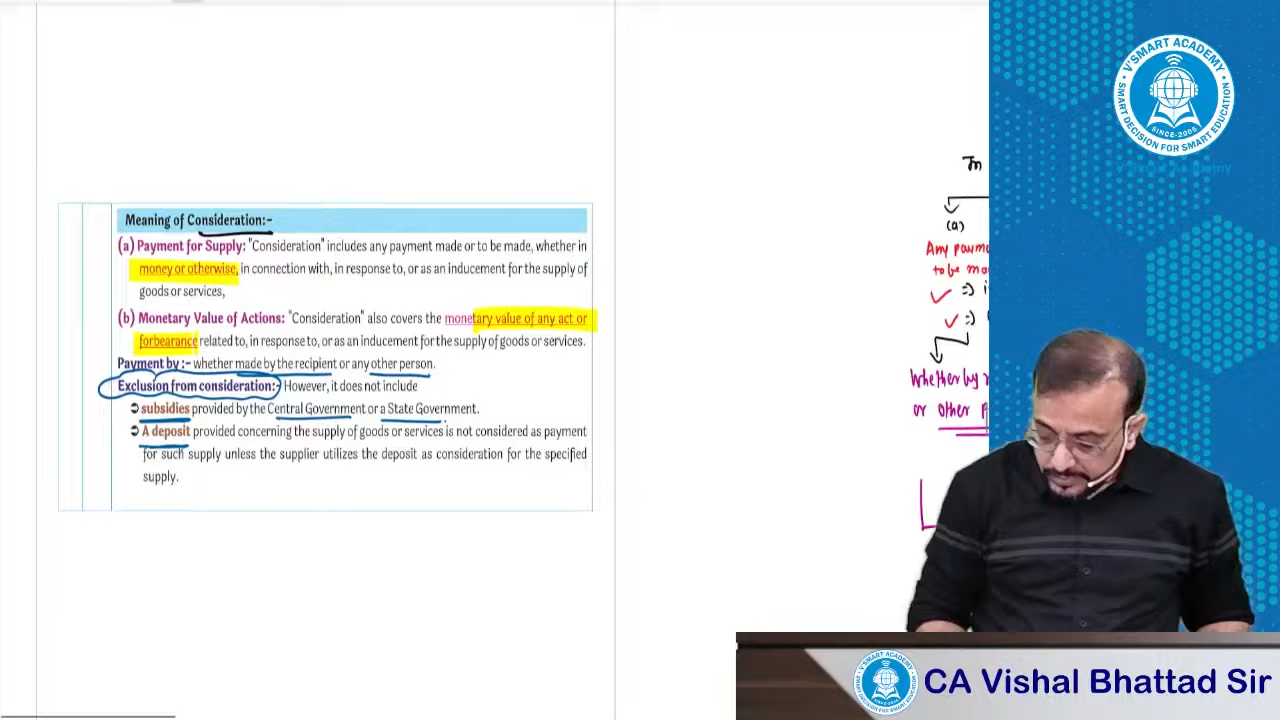 Meaning of Consideration:-
(a) Payment for Supply: "Consideration" includes any payment made or to be made, whether in
money or otherwise, in connection with, in response to, or as an inducement for the supply of
goods or services,
(b) Monetary Value of Actions: "Consideration" also covers the monetary value of any act or
forbearance related to, in response to, or as an inducement for the supply of goods or services.
Payment by :- whether made by the recipient or any other person.
Exclusion from consideration:- However, it does not include
➲ subsidies provided by the Central Government or a State Government.
➲ A deposit provided concerning the supply of goods or services is not considered as payment
for such supply unless the supplier utilizes the deposit as consideration for the specified
supply.
(a)
Any
to be
Whether by
or other
V'SMART ACADEMY
SMART DECISION FOR SMART EDUCATION
SINCE-2008
V'Smart Academy
CA Vishal Bhattad Sir